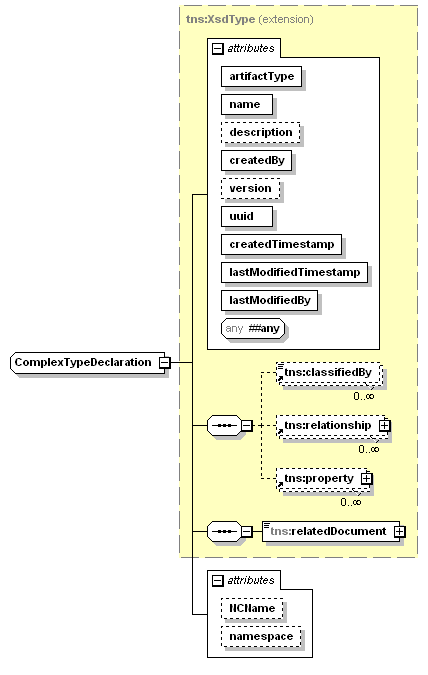 tns:XsdType (extension)
attributes
artifactType
name
description
createdBy
version
uuid
createdTimestamp
lastModifiedTimestamp
lastModifiedBy
any ##any
ComplexTypeDeclaration
tns:classifiedBy
0..∞
tns:relationship
0..∞
tns:property
0..∞
tns:relatedDocument
attributes
NCName
namespace